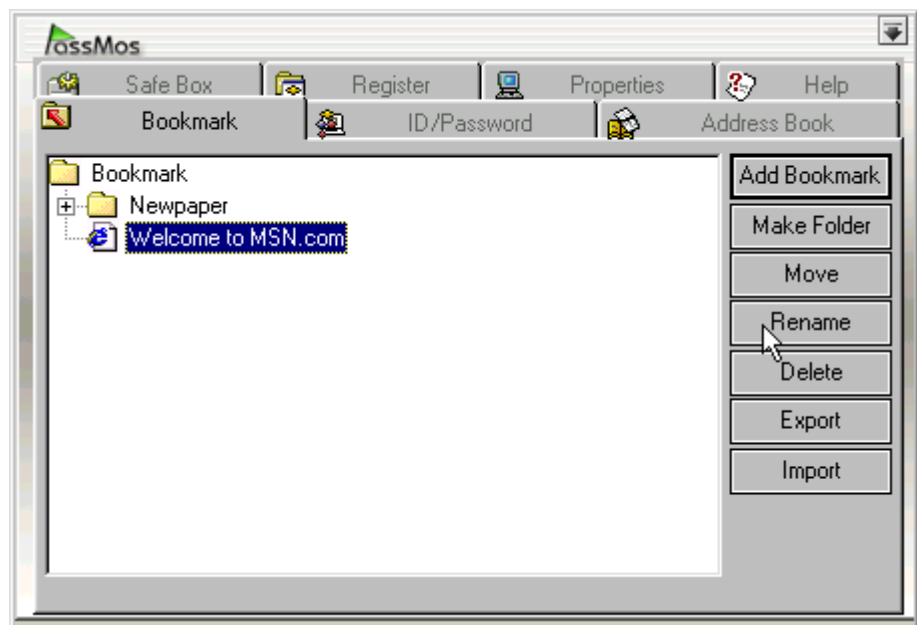 PassMos
Safe Box Register Properties Help
Bookmark ID/Password Address Book
Bookmark
Newpaper
Welcome to MSN.com
Add Bookmark
Make Folder
Move
Rename
Delete
Export
Import